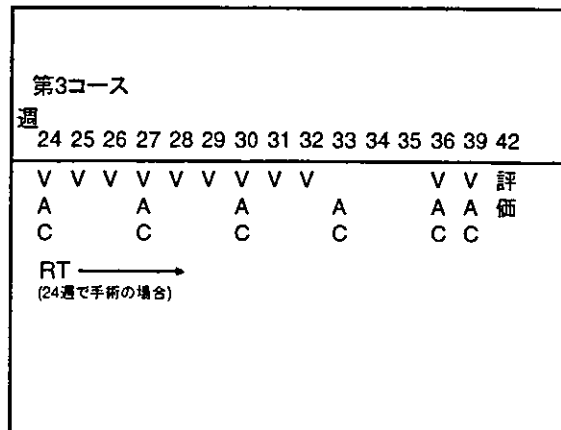 第3コース
週
24 25 26 27 28 29 30 31 32 33 34 35 36 39 42
V V V V V V V V V V V 評
A A A A A A 価
C C C C C C
RT
(24週で手術の場合)